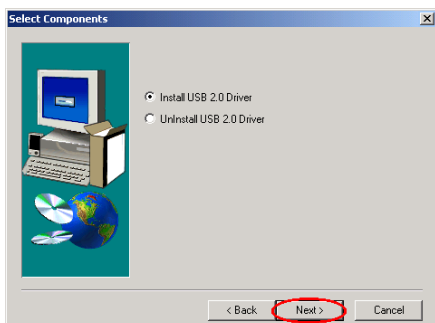 Select Components
Install USB 2.0 Driver
UnInstall USB 2.0 Driver
< Back
Next >
Cancel